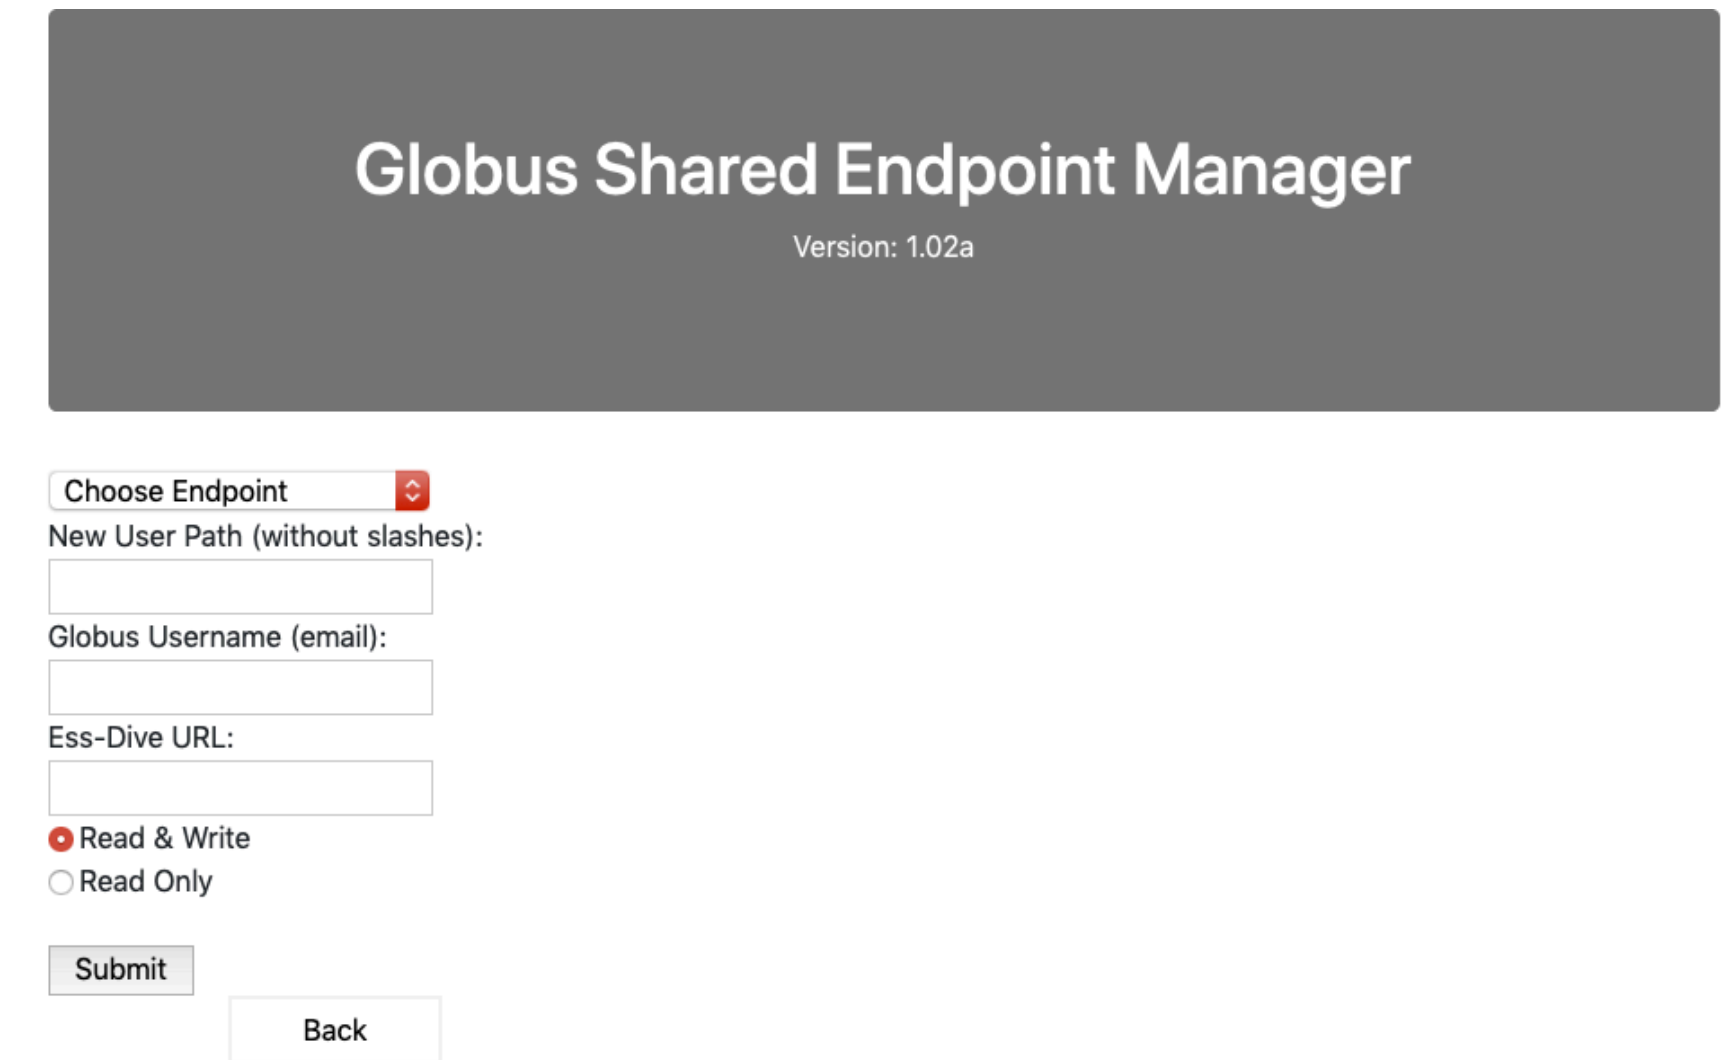 Globus Shared Endpoint Manager
Version: 1.02a
Choose Endpoint
New User Path (without slashes):
Globus Username (email):
Ess-Dive URL:
Read & Write
Read Only
Submit
Back